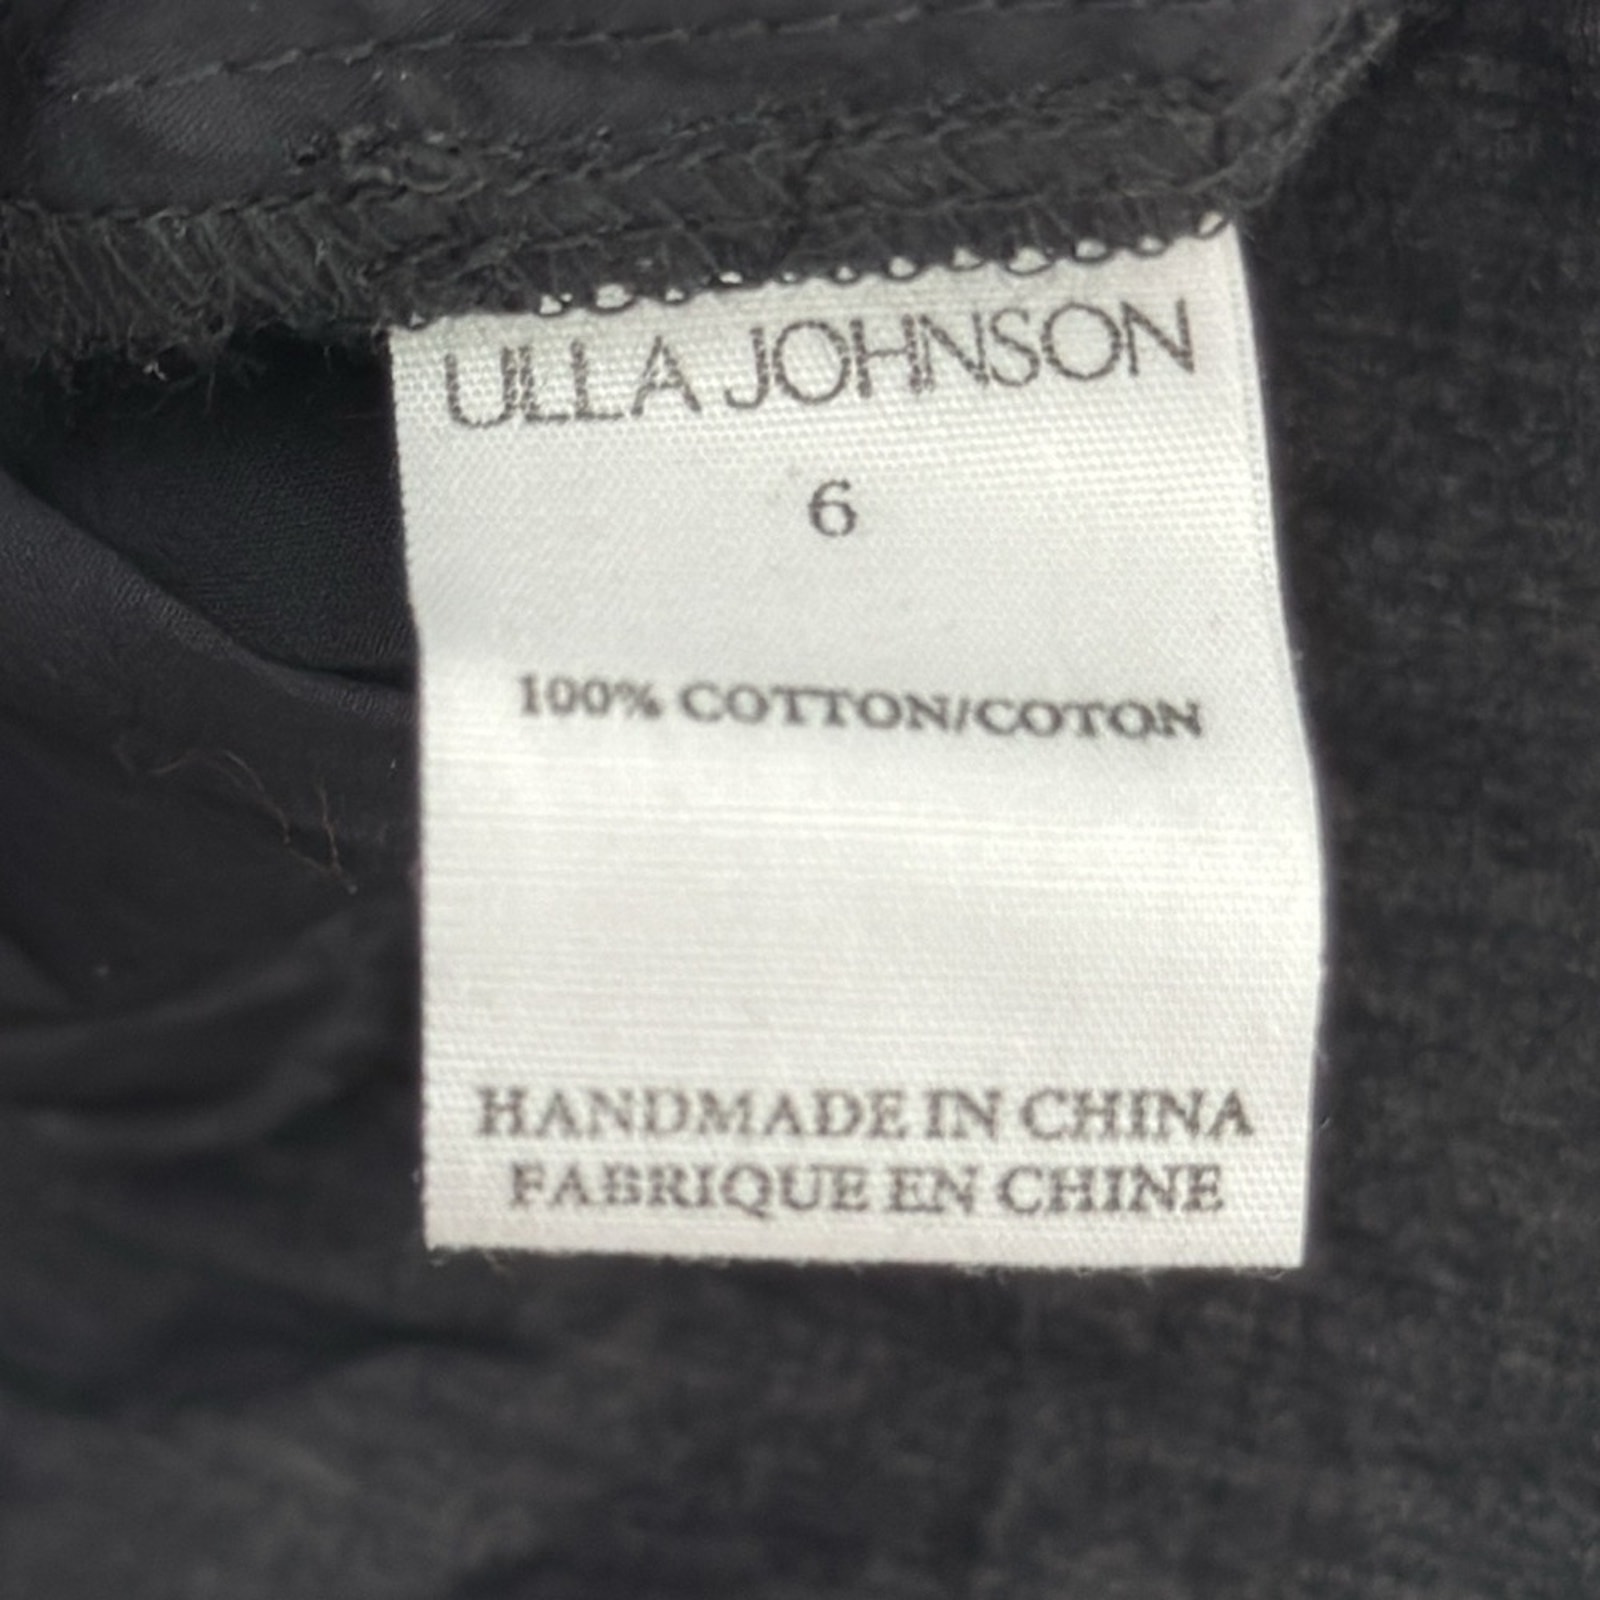 ULLA JOHNSON
6
100% COTTON/COTON
HANDMADE IN CHINA
FABRIQUE EN CHINE